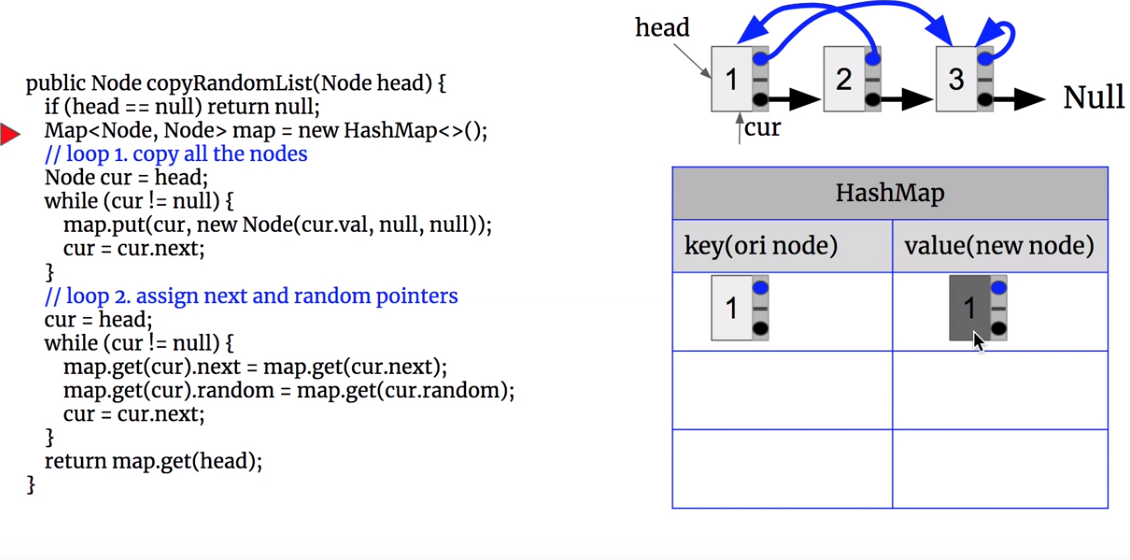 public Node copyRandomList(Node head) {
if (head == null) return null;
Map<Node, Node> map = new HashMap<>();
// loop 1. copy all the nodes
Node cur = head;
while (cur != null) {
map.put(cur, new Node(cur.val, null, null));
cur = cur.next;
}
// loop 2. assign next and random pointers
cur = head;
while (cur != null) {
map.get(cur).next = map.get(cur.next);
map.get(cur).random = map.get(cur.random);
cur = cur.next;
}
return map.get(head);
}
head
1 2 3 Null
cur
HashMap
key(ori node) value(new node)
1 1